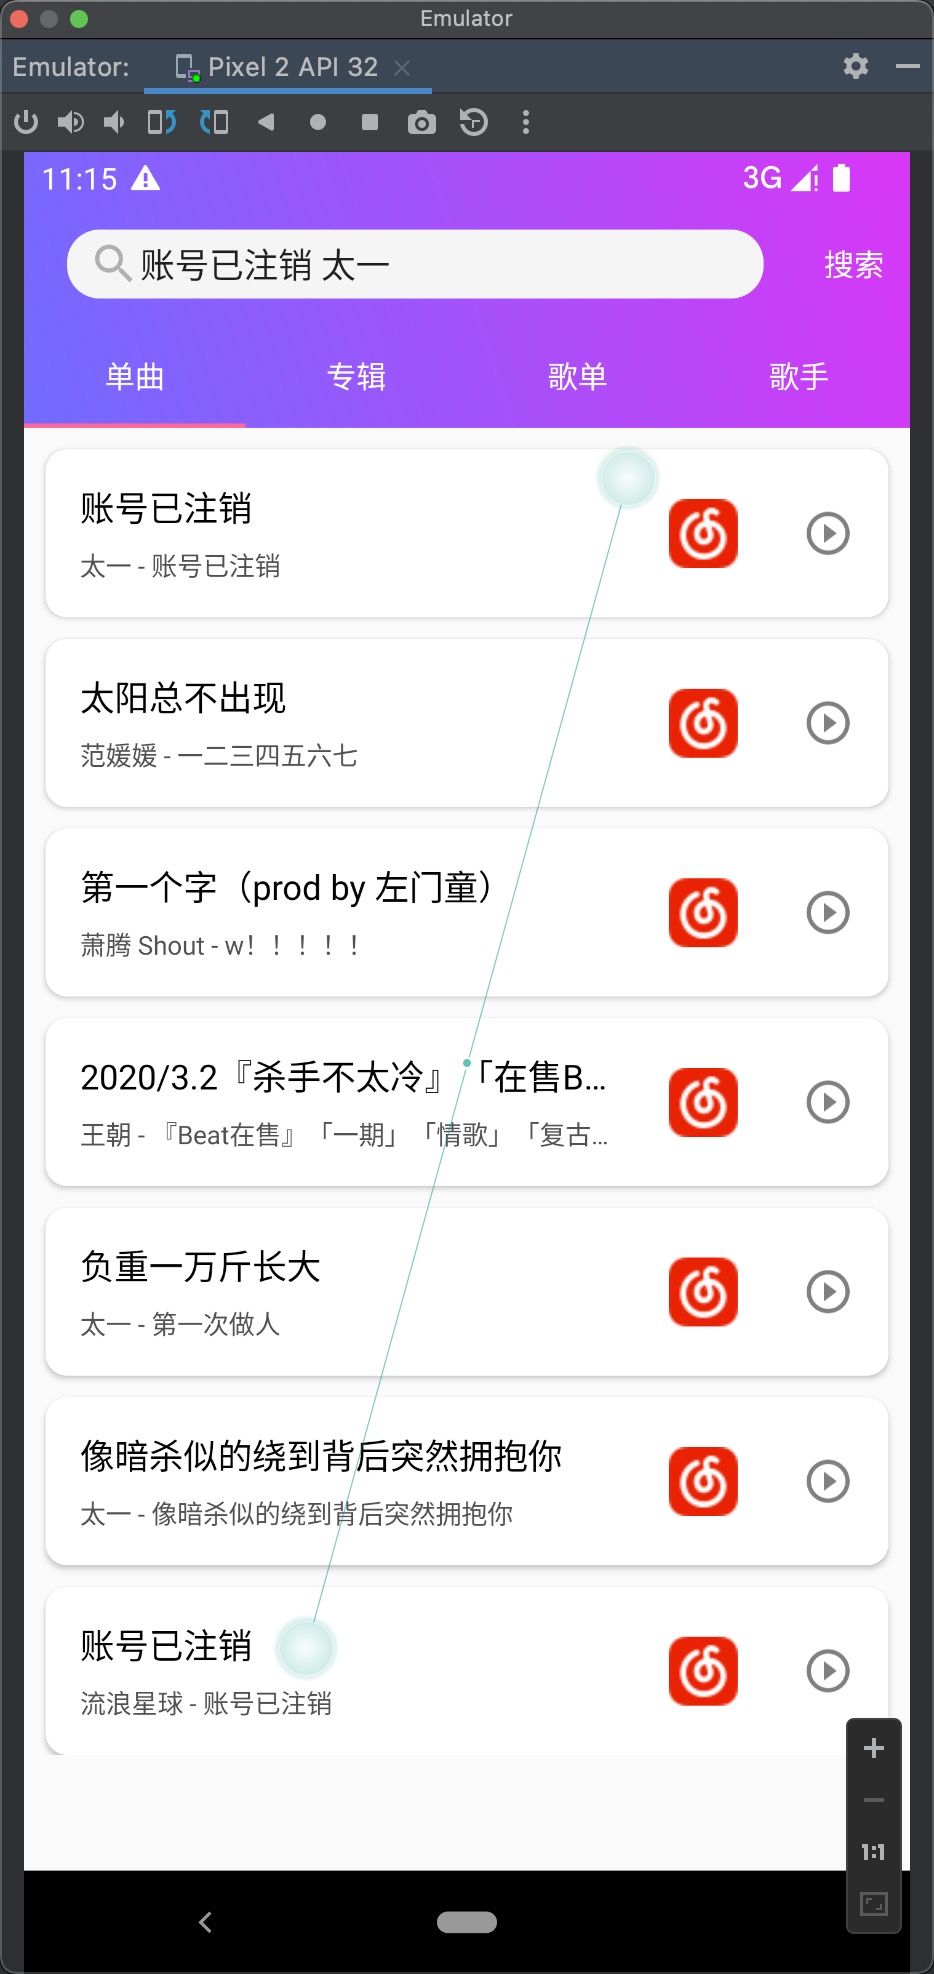 Emulator
Emulator: Pixel 2 API 32
11:15 3G
账号已注销 太一 搜索
单曲 专辑 歌单 歌手
账号已注销
太一 - 账号已注销
太阳总不出现
范媛媛 - 一二三四五六七
第一个字（prod by 左门童）
萧腾 Shout - w！！！！！
2020/3.2『杀手不太冷』「在售B...
王朝 - 『Beat在售』「一期」「情歌」「复古...
负重一万斤长大
太一 - 第一次做人
像暗杀似的绕到背后突然拥抱你
太一 - 像暗杀似的绕到背后突然拥抱你
账号已注销
流浪星球 - 账号已注销
1:1